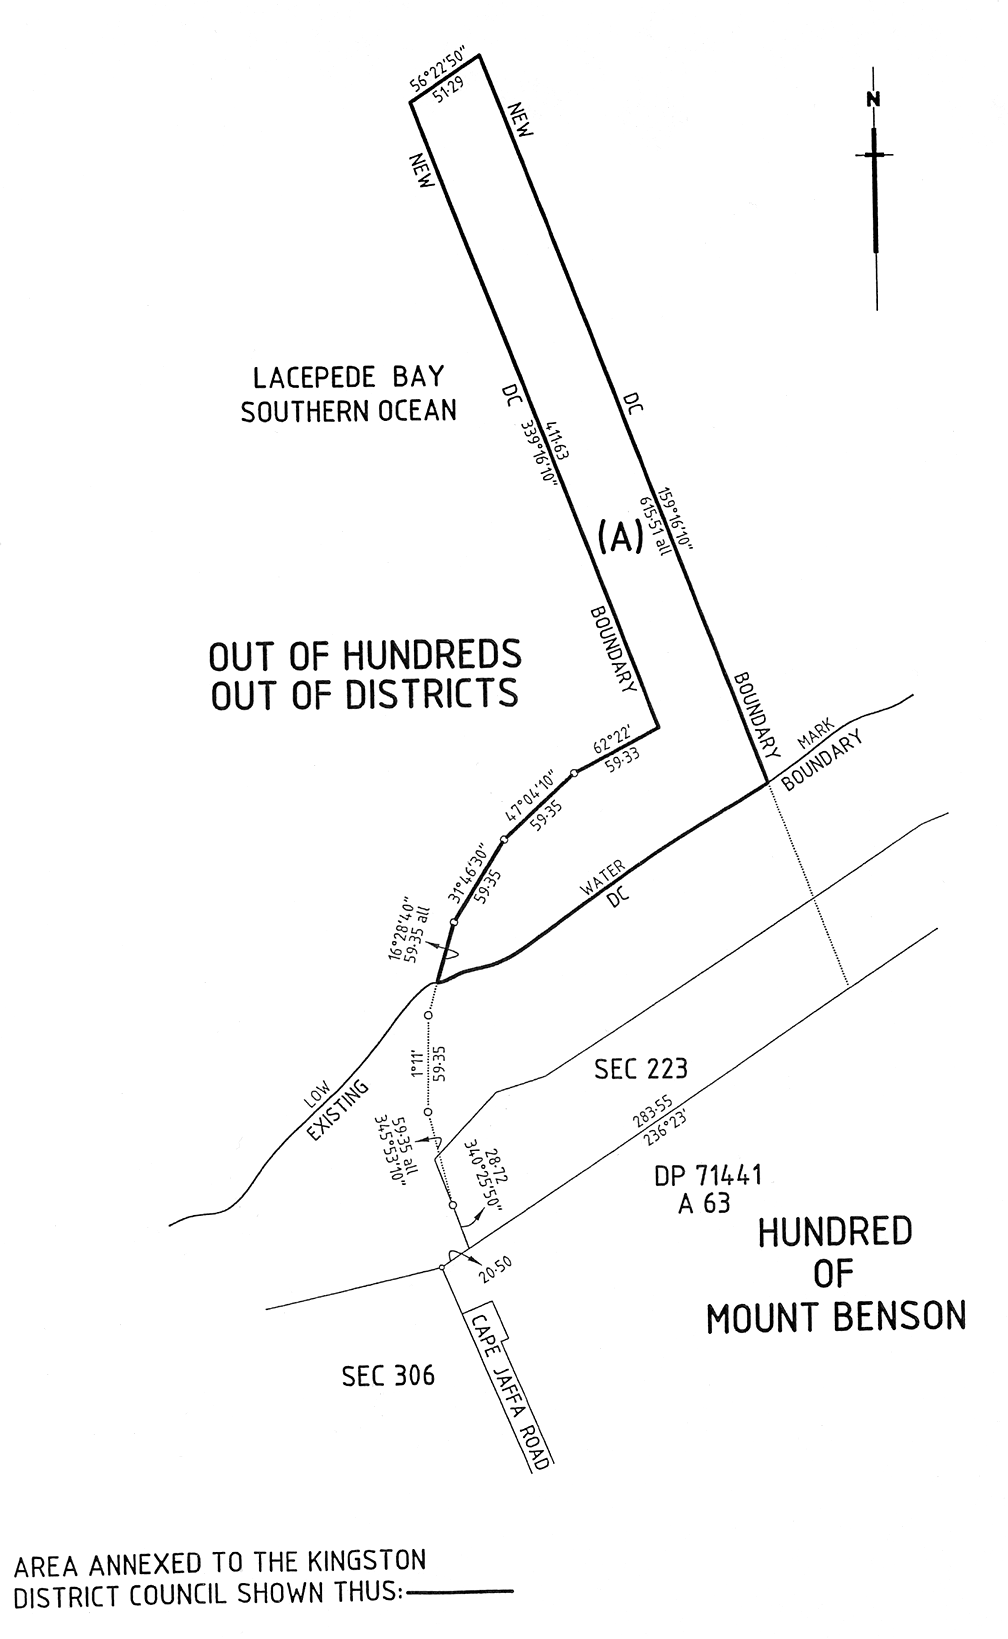 56°22'50"
51·29
N
NEW
NEW
LACEPEDE BAY
SOUTHERN OCEAN
DC
DC
411·63
339°16'10"
159°16'10"
615·51 all
(A)
OUT OF HUNDREDS
OUT OF DISTRICTS
BOUNDARY
BOUNDARY
62°22'
59·33
MARK
BOUNDARY
47°04'10"
59·35
31°46'30"
59·35
WATER
DC
16°28'40"
59·35 all
1°11'
59·35
LOW
EXISTING
SEC 223
59·35 all
345°53'10"
283·55
236°23'
28·72
340°25'50"
DP 71441
A 63
HUNDRED
OF
MOUNT BENSON
20·50
CAPE JAFFA ROAD
SEC 306
AREA ANNEXED TO THE KINGSTON
DISTRICT COUNCIL SHOWN THUS: